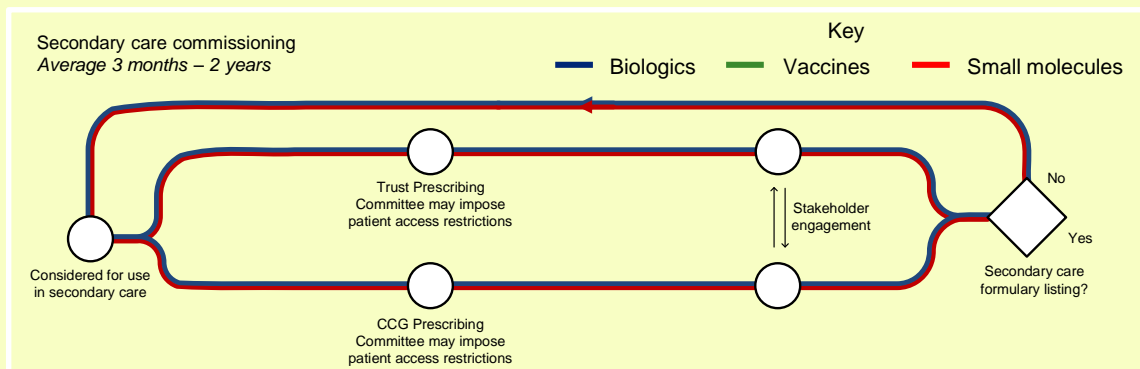 Secondary care commissioning
Average 3 months – 2 years
Key
Biologics
Vaccines
Small molecules
Trust Prescribing
Committee may impose
patient access restrictions
No
Stakeholder
engagement
Yes
Considered for use
in secondary care
Secondary care
formulary listing?
CCG Prescribing
Committee may impose
patient access restrictions